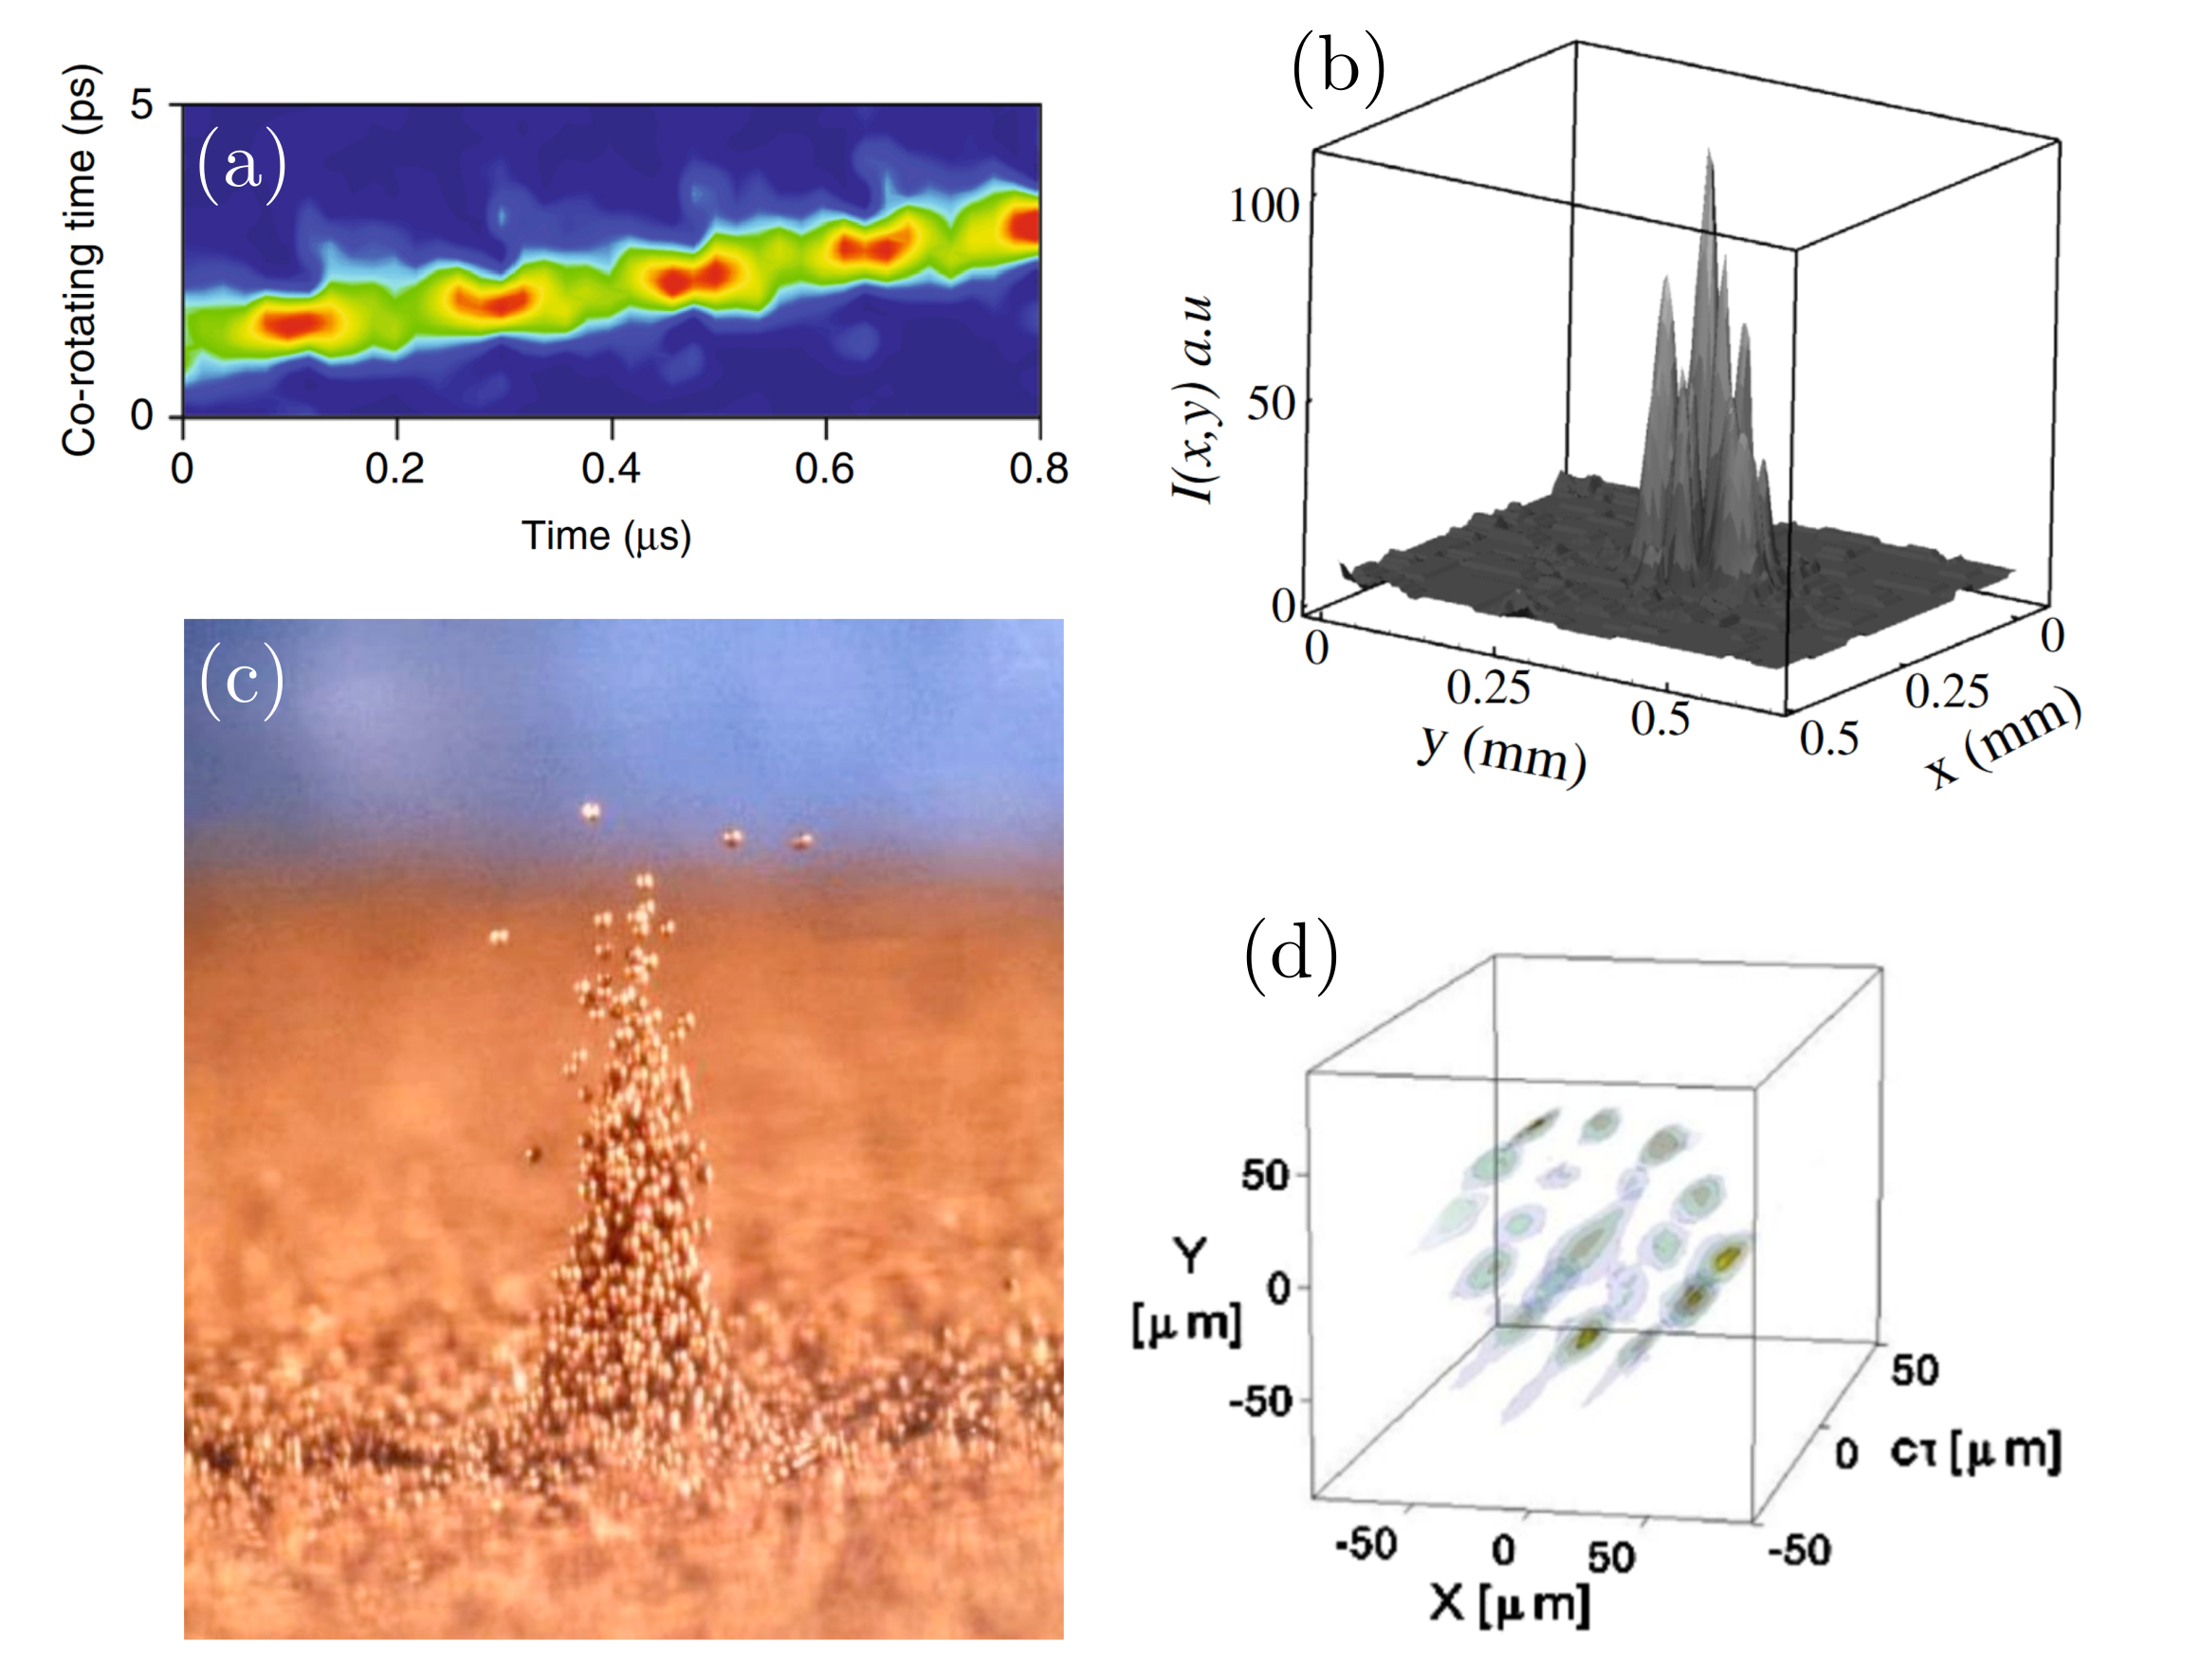 (a)
Co-rotating time (ps)
5
0
0 0.2 0.4 0.6 0.8
Time (μs)
(b)
I(x,y) a.u
100
50
0
0 0.25 0.5
y (mm)
0.5 0.25 0
x (mm)
(c)
(d)
Y
[μm]
50
0
-50
-50 0 50
X [μm]
-50 0 50
cτ [μm]